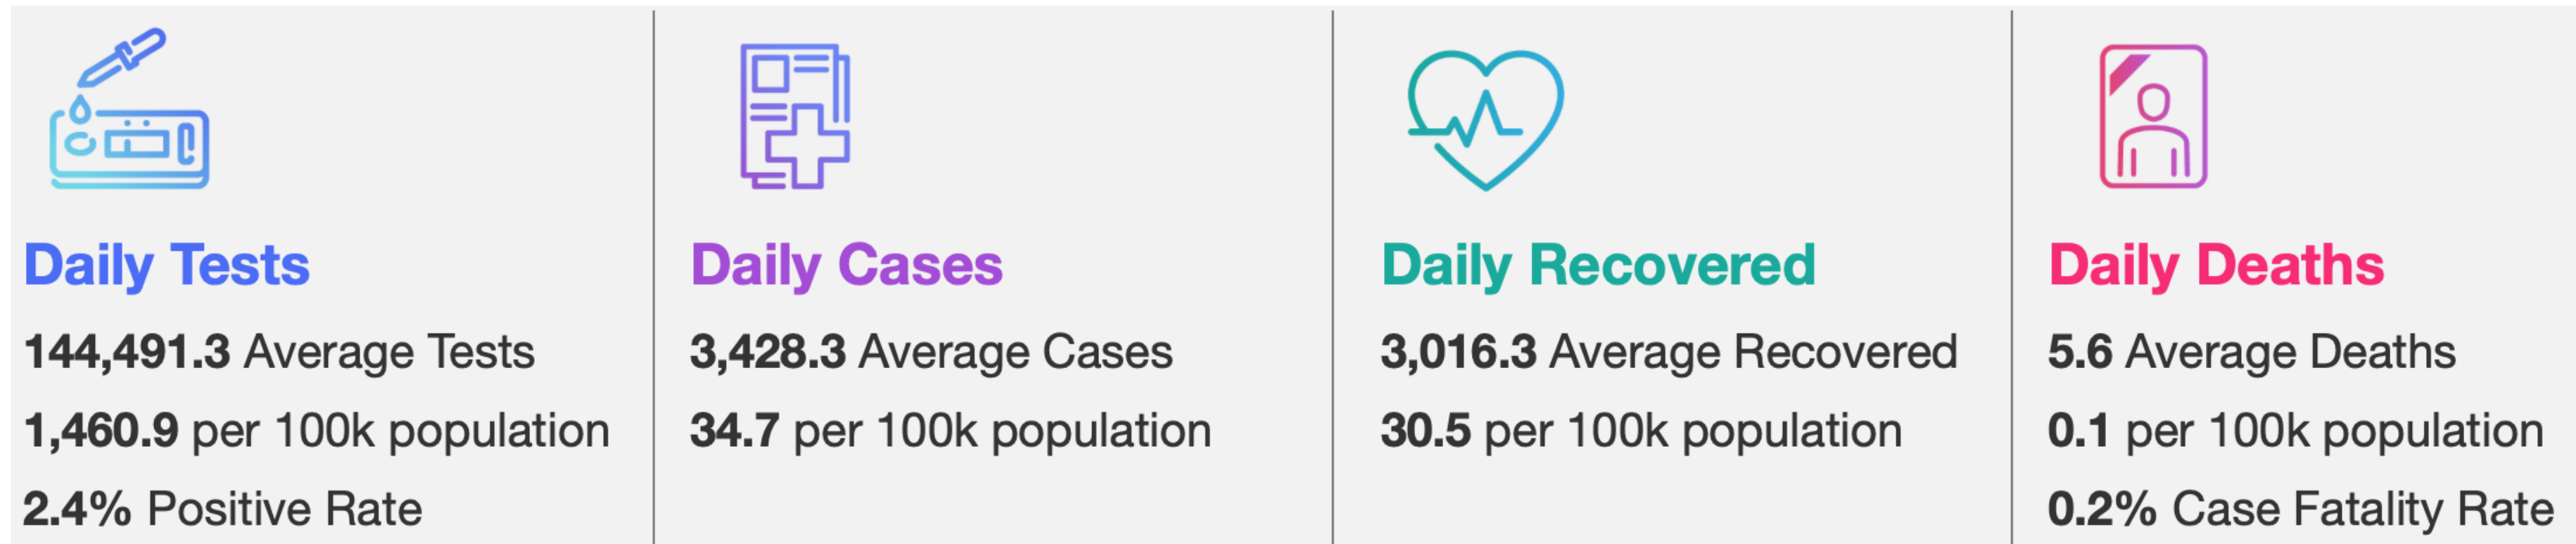 Daily Tests
144,491.3 Average Tests
1,460.9 per 100k population
2.4% Positive Rate
Daily Cases
3,428.3 Average Cases
34.7 per 100k population
Daily Recovered
3,016.3 Average Recovered
30.5 per 100k population
Daily Deaths
5.6 Average Deaths
0.1 per 100k population
0.2% Case Fatality Rate